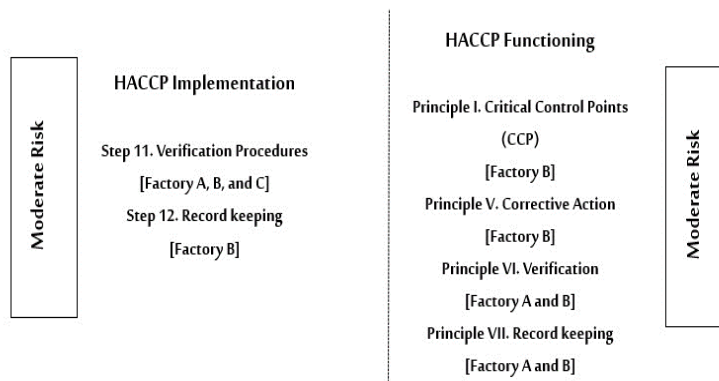 Moderate Risk
HACCP Implementation
Step 11. Verification Procedures
[Factory A, B, and C]
Step 12. Record keeping
[Factory B]
HACCP Functioning
Principle I. Critical Control Points
(CCP)
[Factory B]
Principle V. Corrective Action
[Factory B]
Principle VI. Verification
[Factory A and B]
Principle VII. Record keeping
[Factory A and B]
Moderate Risk